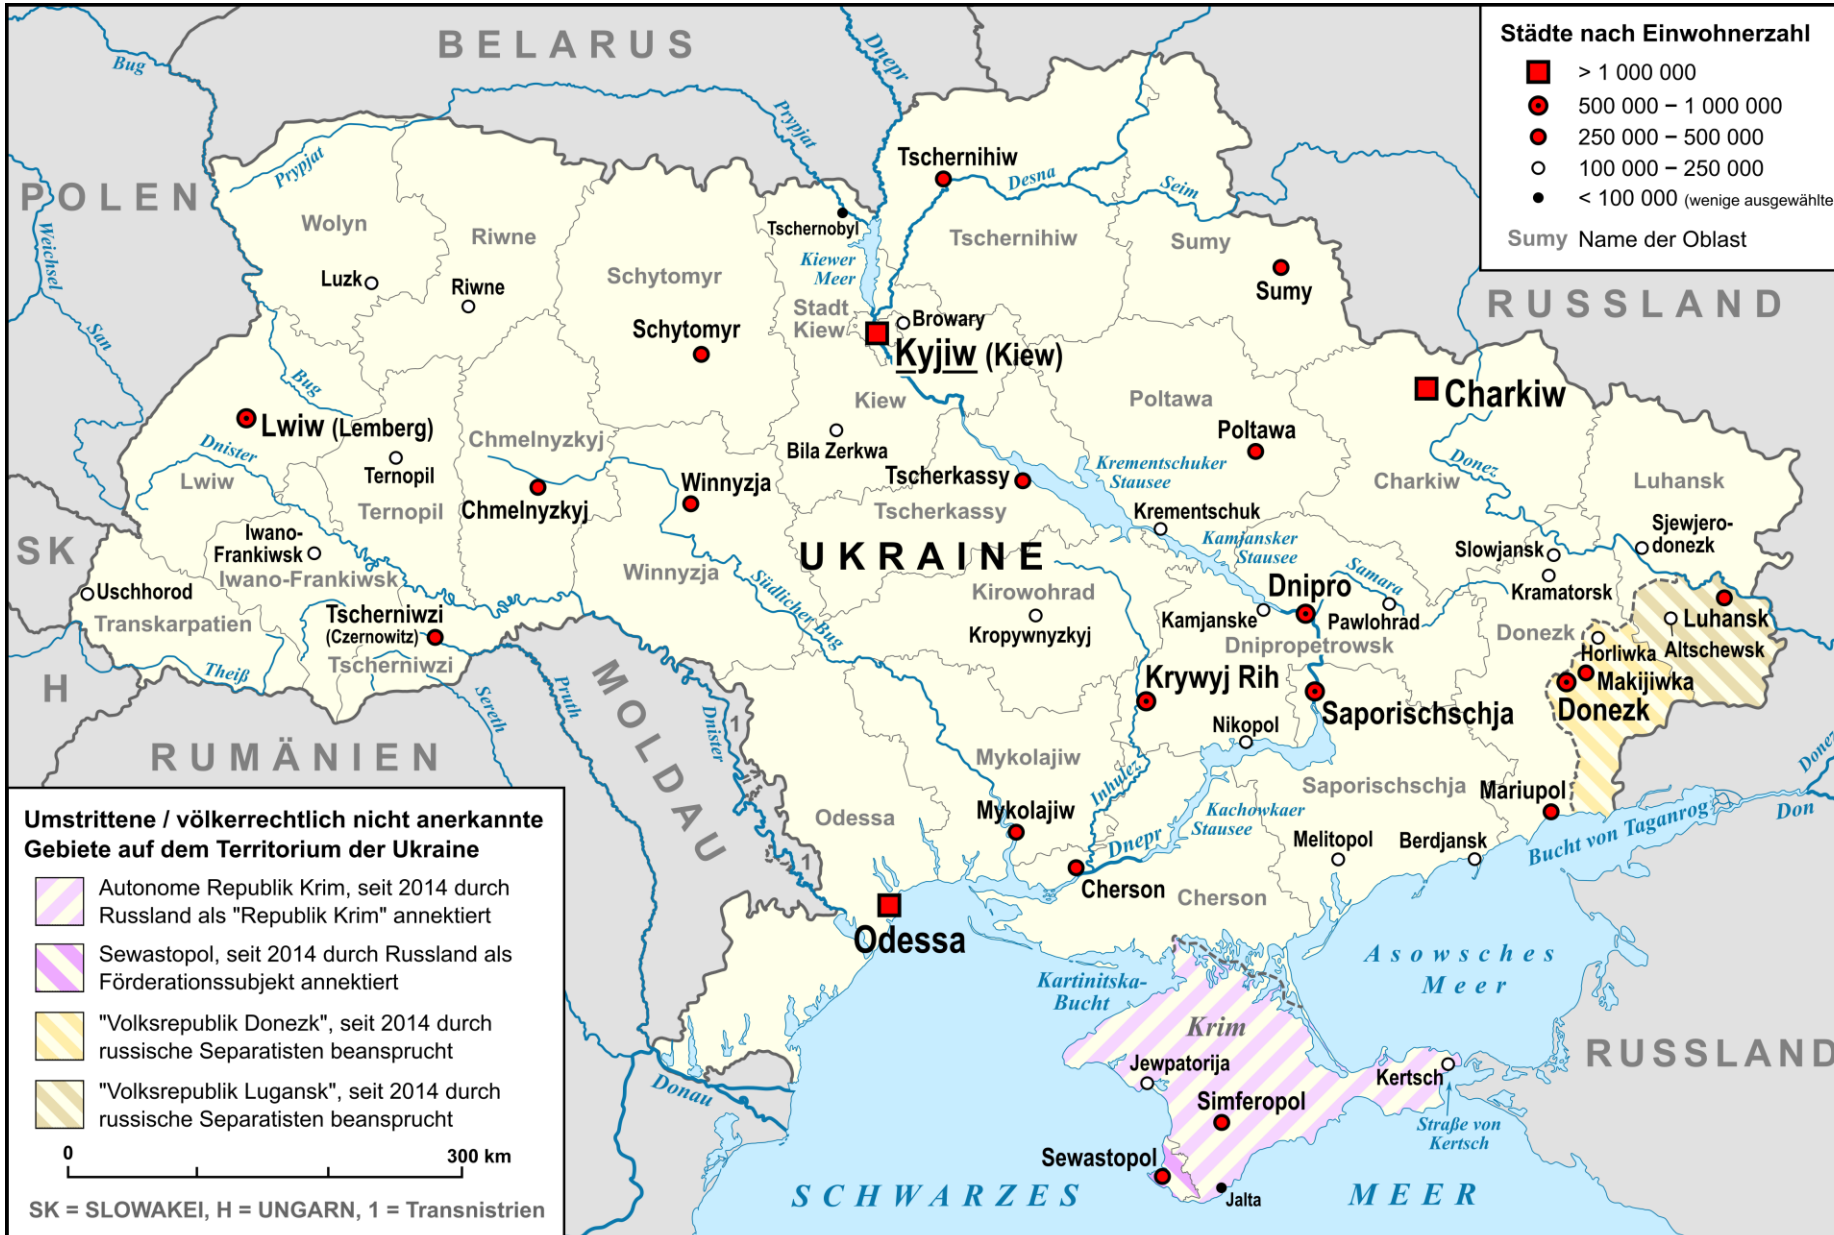 BELARUS
POLEN
RUSSLAND
SK
H
RUMÄNIEN
MOLDAU
UKRAINE
RUSSLAND
Städte nach Einwohnerzahl
> 1 000 000
500 000 – 1 000 000
250 000 – 500 000
100 000 – 250 000
< 100 000 (wenige ausgewählte
Sumy Name der Oblast
Bug
Dnepr
Prypjat
Prypjat
Weichsel
San
Bug
Desna
Seim
Kiewer
Meer
Dnister
Donez
Krementschuker
Stausee
Kamjansker
Stausee
Samara
Südlicher Bug
Theiß
Sereth
Pruth
Dnister
Inhulez
Dnepr
Kachowkaer
Stausee
Donez
Don
Bucht von Taganrog
Donau
Kartinitska-
Bucht
Asowsches
Meer
Straße von
Kertsch
SCHWARZES
MEER
Wolyn
Riwne
Schytomyr
Stadt
Kiew
Tschernihiw
Sumy
Kiew
Poltawa
Charkiw
Luhansk
Lwiw
Ternopil
Chmelnyzkyj
Winnyzja
Tscherkassy
Iwano-Frankiwsk
Transkarpatien
Tscherniwzi
Kirowohrad
Dnipropetrowsk
Donezk
Odessa
Mykolajiw
Saporischschja
Cherson
Krim
1
1
Tschernihiw
Tschernobyl
Luzk
Riwne
Schytomyr
Browary
Kyjiw (Kiew)
Sumy
Charkiw
Lwiw (Lemberg)
Ternopil
Chmelnyzkyj
Winnyzja
Bila Zerkwa
Tscherkassy
Poltawa
Krementschuk
Iwano-
Frankiwsk
Uschhorod
Tscherniwzi
(Czernowitz)
Kropywnyzkyj
Kamjanske
Dnipro
Pawlohrad
Slowjansk
Kramatorsk
Sjewjero-
donezk
Luhansk
Altschewsk
Horliwka
Makijiwka
Donezk
Krywyj Rih
Saporischschja
Nikopol
Mariupol
Mykolajiw
Cherson
Melitopol
Berdjansk
Odessa
Jewpatorija
Simferopol
Kertsch
Sewastopol
Jalta
Umstrittene / völkerrechtlich nicht anerkannte
Gebiete auf dem Territorium der Ukraine
Autonome Republik Krim, seit 2014 durch
Russland als "Republik Krim" annektiert
Sewastopol, seit 2014 durch Russland als
Förderationssubjekt annektiert
"Volksrepublik Donezk", seit 2014 durch
russische Separatisten beansprucht
"Volksrepublik Lugansk", seit 2014 durch
russische Separatisten beansprucht
0 300 km
SK = SLOWAKEI, H = UNGARN, 1 = Transnistrien